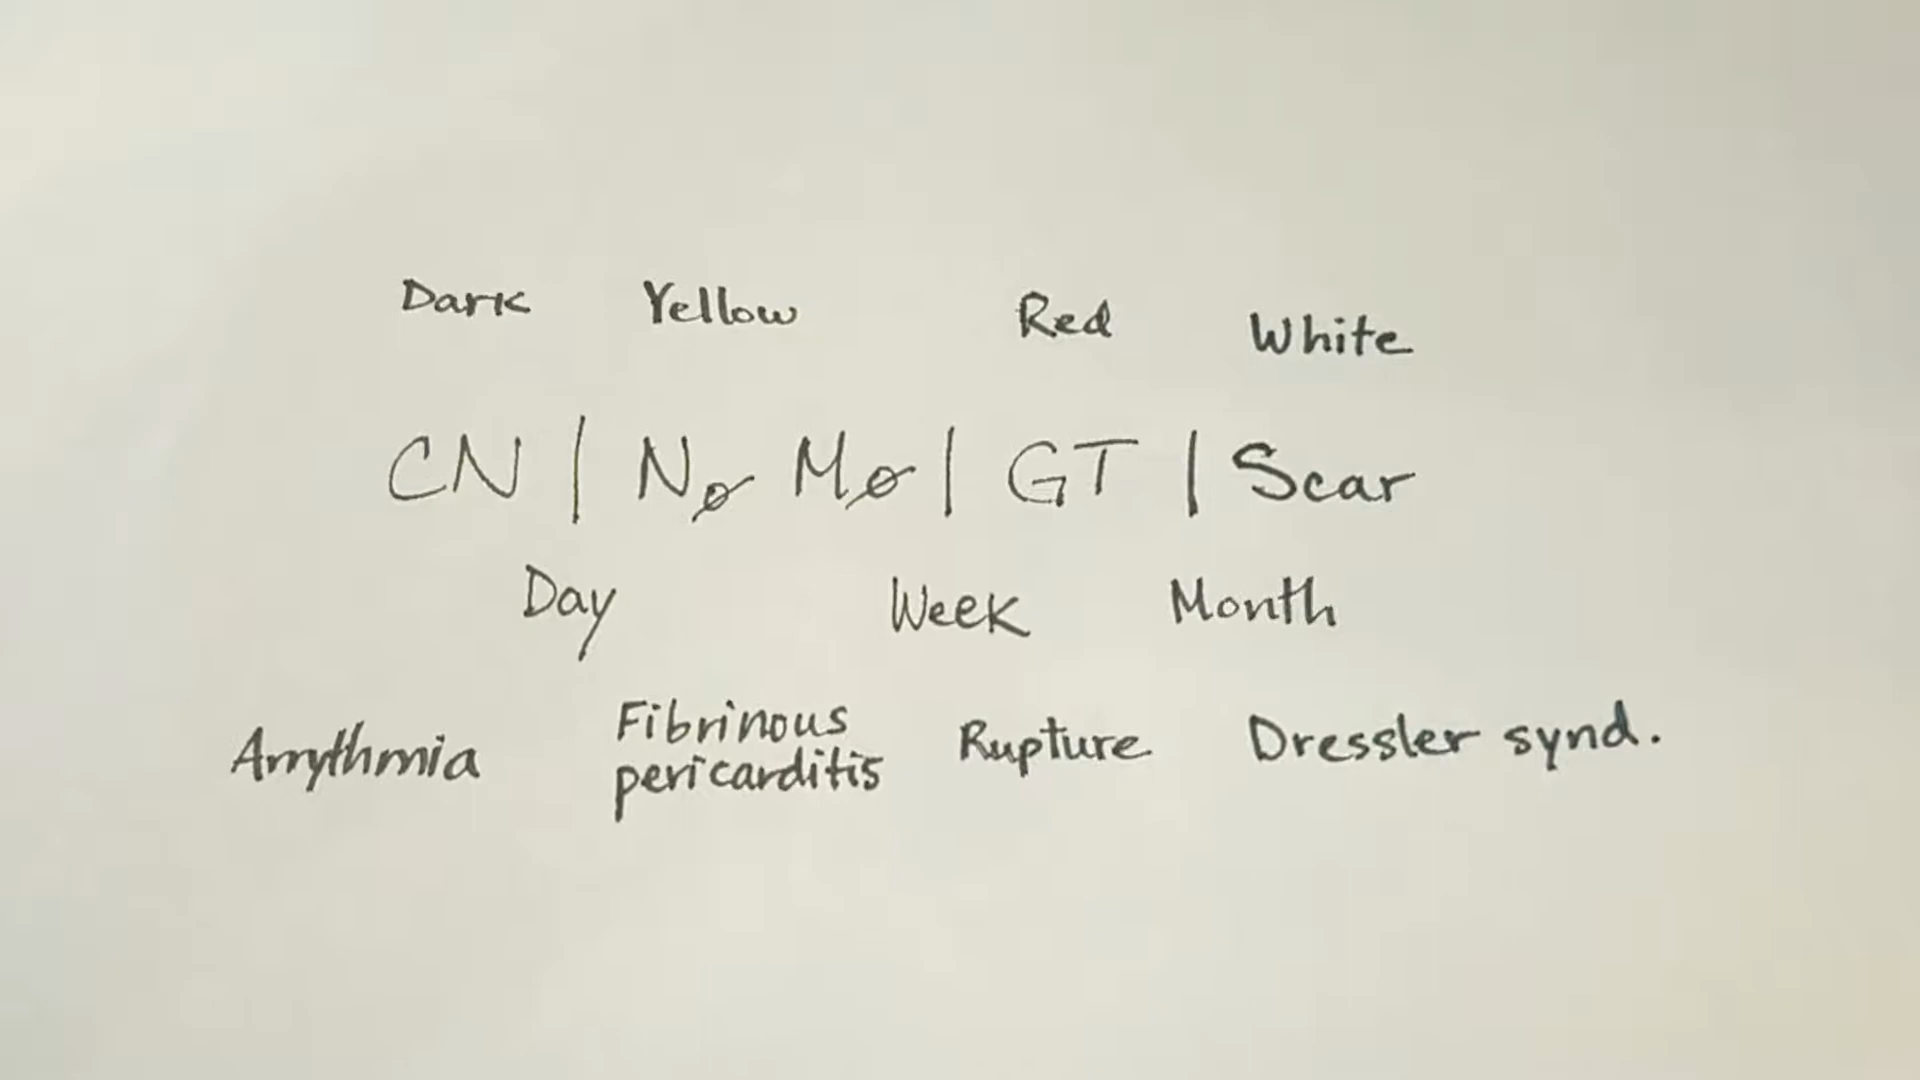 Dark Yellow Red White
CN | Nø Mø | GT | Scar
Day Week Month
Arrythmia Fibrinous pericarditis Rupture Dressler synd.